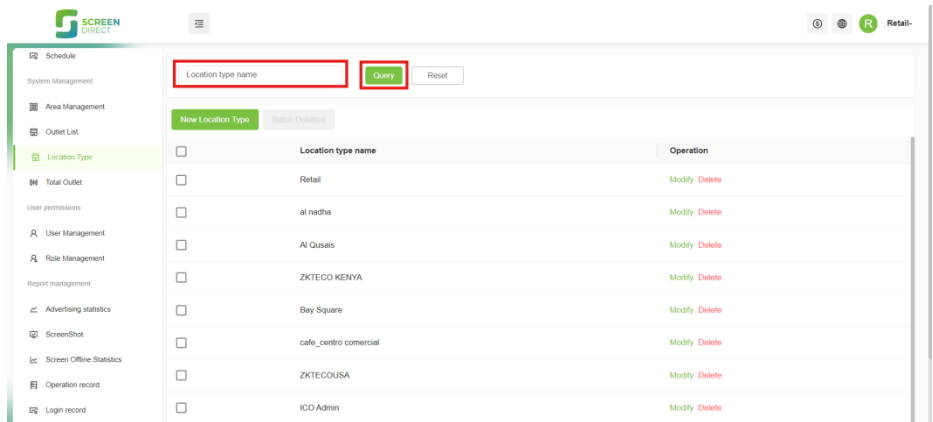 SCREEN
DIRECT
R
Retail-
Schedule
System Management
Area Management
Outlet List
Location Type
Total Outlet
User permissions
User Management
Role Management
Report management
Advertising statistics
ScreenShot
Screen Offline Statistics
Operation record
Login record
Location type name
Query
Reset
New Location Type
Batch Deletion
Location type name Operation
Retail Modify Delete
al nadha Modify Delete
Al Qusais Modify Delete
ZKTECO KENYA Modify Delete
Bay Square Modify Delete
cafe_centro comercial Modify Delete
ZKTECOUSA Modify Delete
ICO Admin Modify Delete